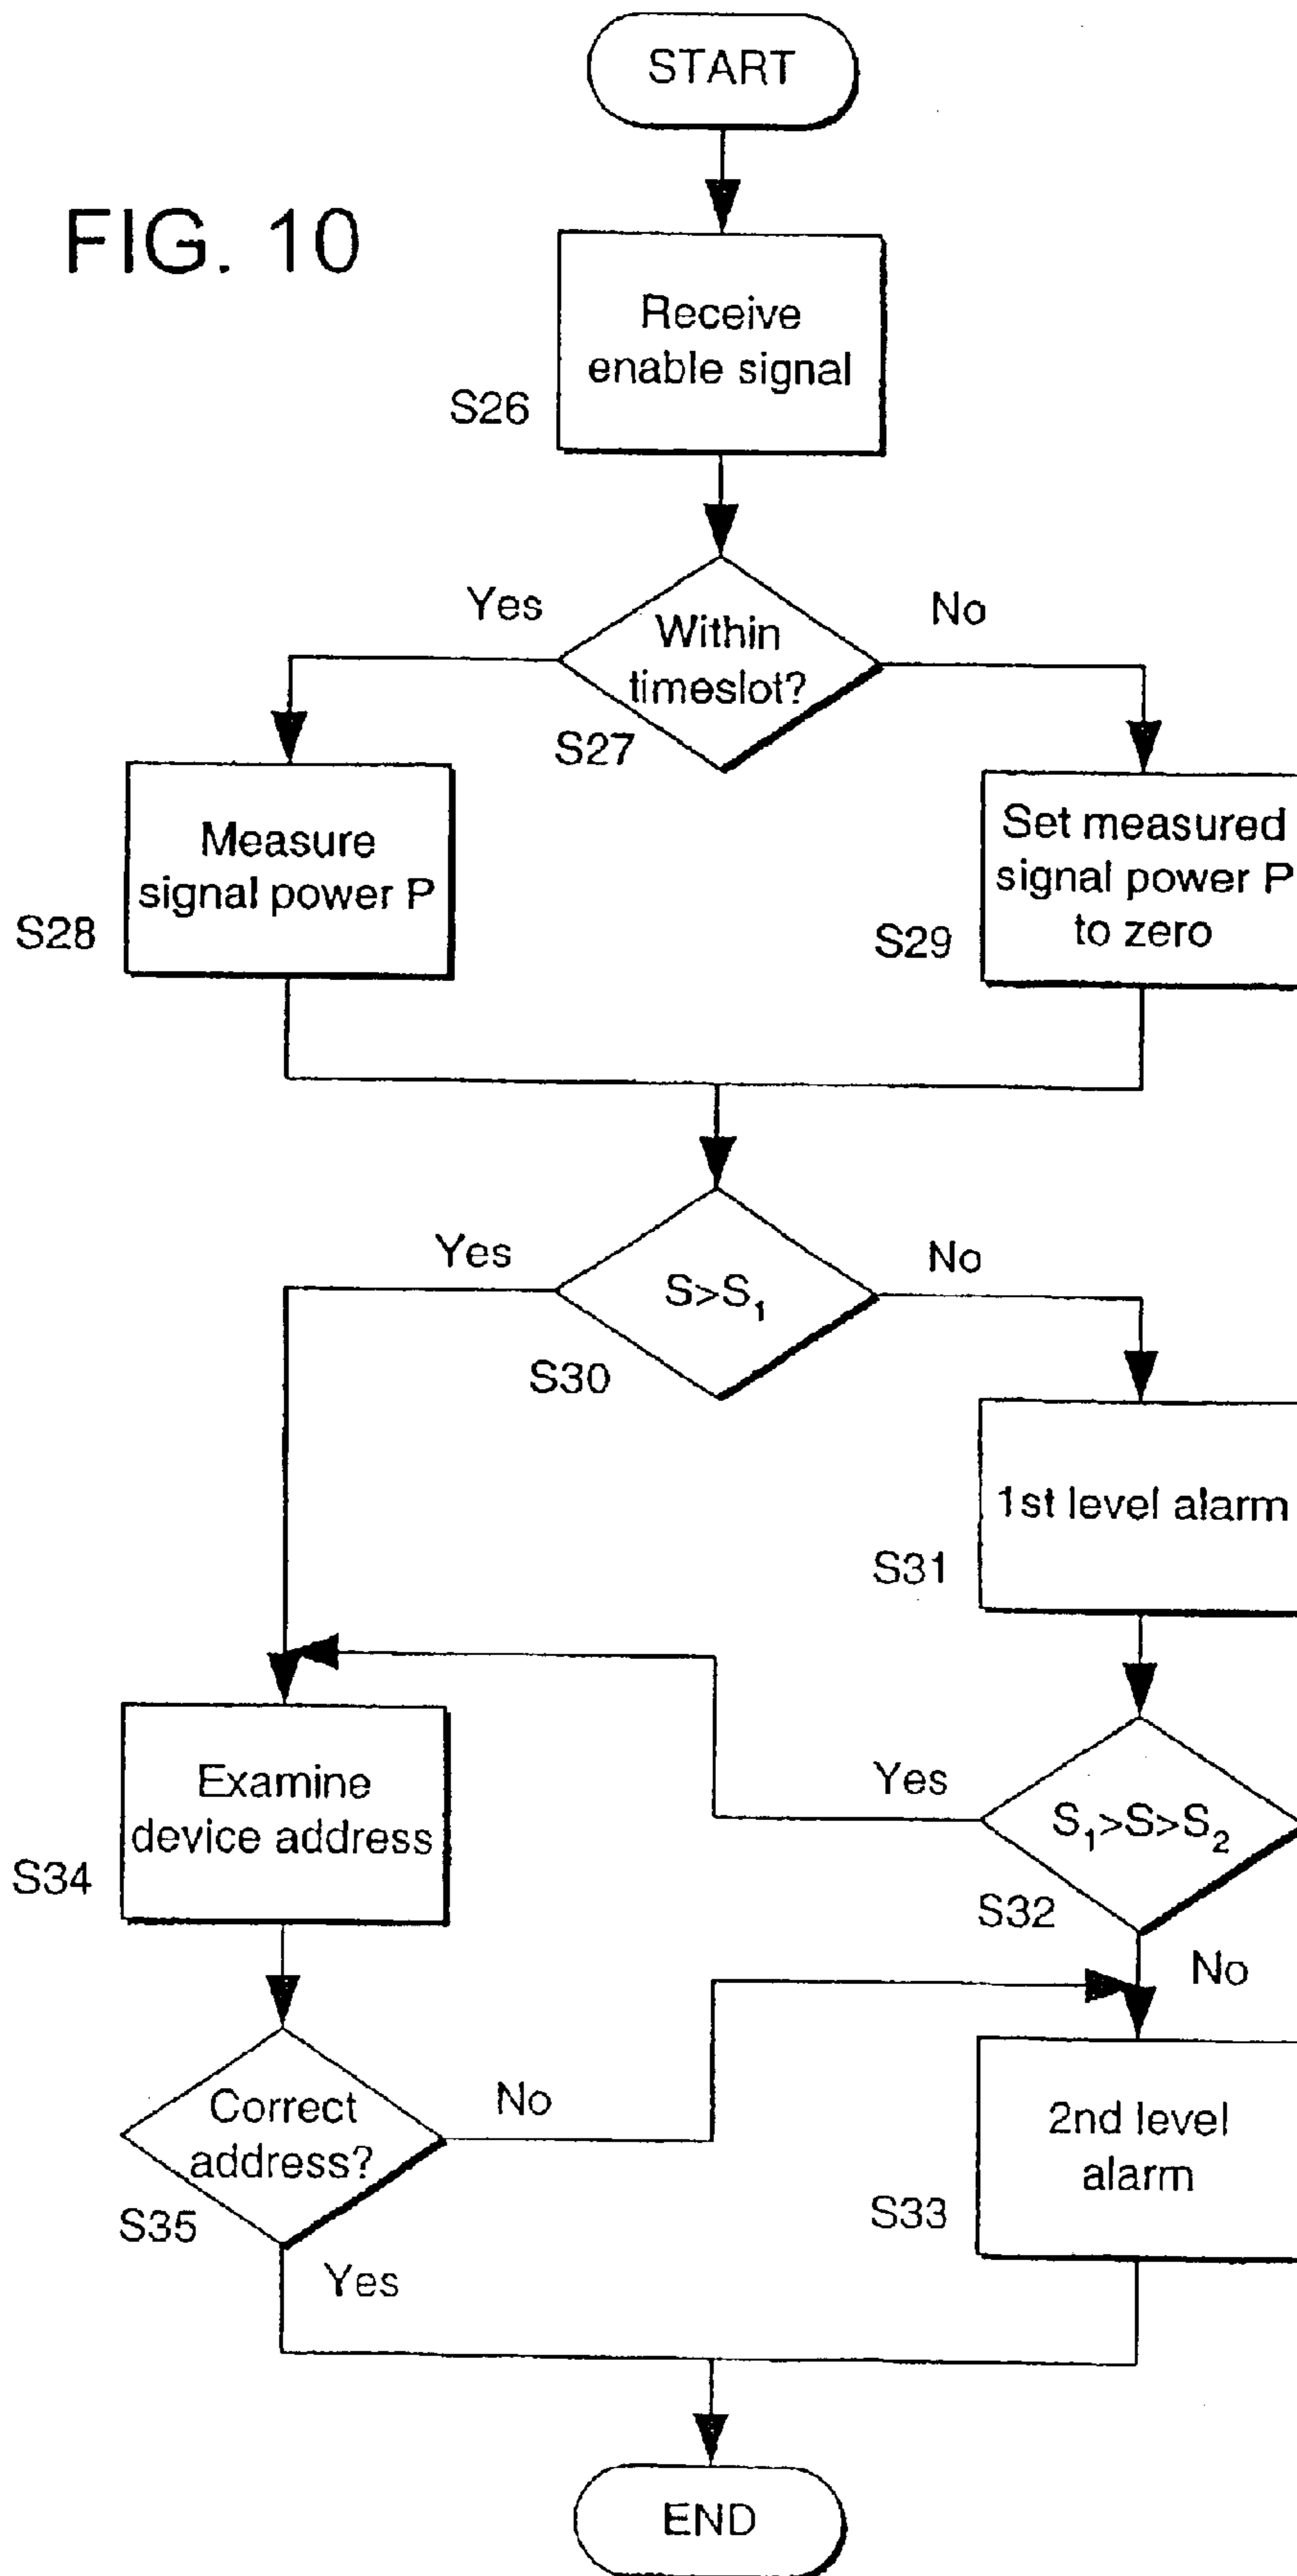 START
FIG. 10
Receive
enable signal
S26
Yes
No
Within
timeslot?
S27
Measure
signal power P
S28
Set measured
signal power P
to zero
S29
Yes
No
S>S₁
S30
1st level alarm
S31
Examine
device address
S34
Yes
S₁>S>S₂
S32
No
Correct
address?
No
S35
Yes
2nd level
alarm
S33
END